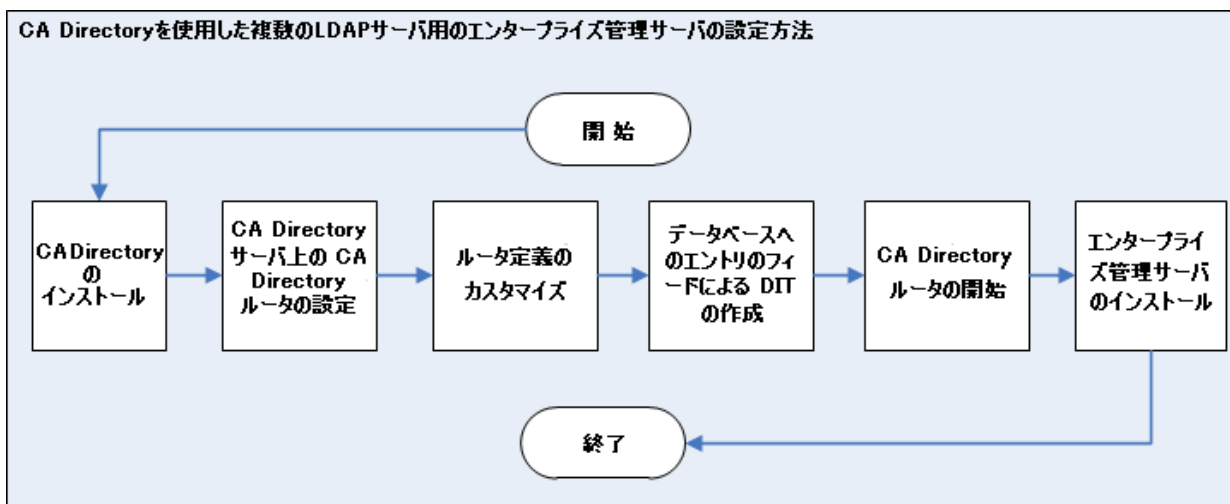 CA Directoryを使用した複数のLDAPサーバ用のエンタープライズ管理サーバの設定方法
開 始
CA Directory
の
インストール
CA Directory
サーバ上の CA
Directory
ルータの設定
ルータ定義の
カスタマイズ
データベースへ
のエントリのフィ
ードによる DIT
の作成
CA Directory
ルータの開始
エンタープライ
ズ管理サーバ
のインストール
終了